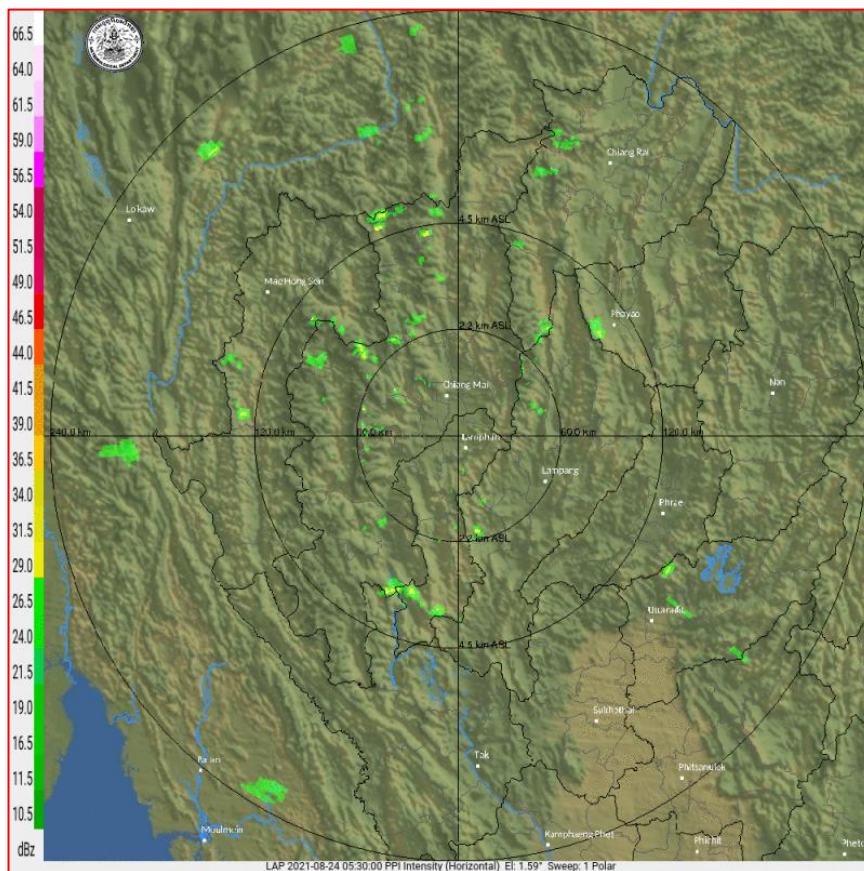 66.5
64.0
61.5
59.0
56.5
54.0
51.5
49.0
46.5
44.0
41.5
39.0
36.5
34.0
31.5
29.0
26.5
24.0
21.5
19.0
16.5
11.5
10.5
dBz
Chiang Rai
Loikaw
4.5 km ASL
Mae Hong Son
Phayao
2.2 km ASL
Chiang Mai
Nan
240.0 km
120.0 km
60.0 km
60.0 km
120.0 km
Lamphun
Lampang
Phrae
2.2 km ASL
Uttaradit
4.5 km ASL
Sukhothai
Tak
Pa'an
Phitsanulok
Moulmein
Kamphaeng Phet
Phichit
Phetc
LAP 2021-08-24 05:30:00 PPI Intensity (Horizontal) El: 1.59° Sweep: 1 Polar